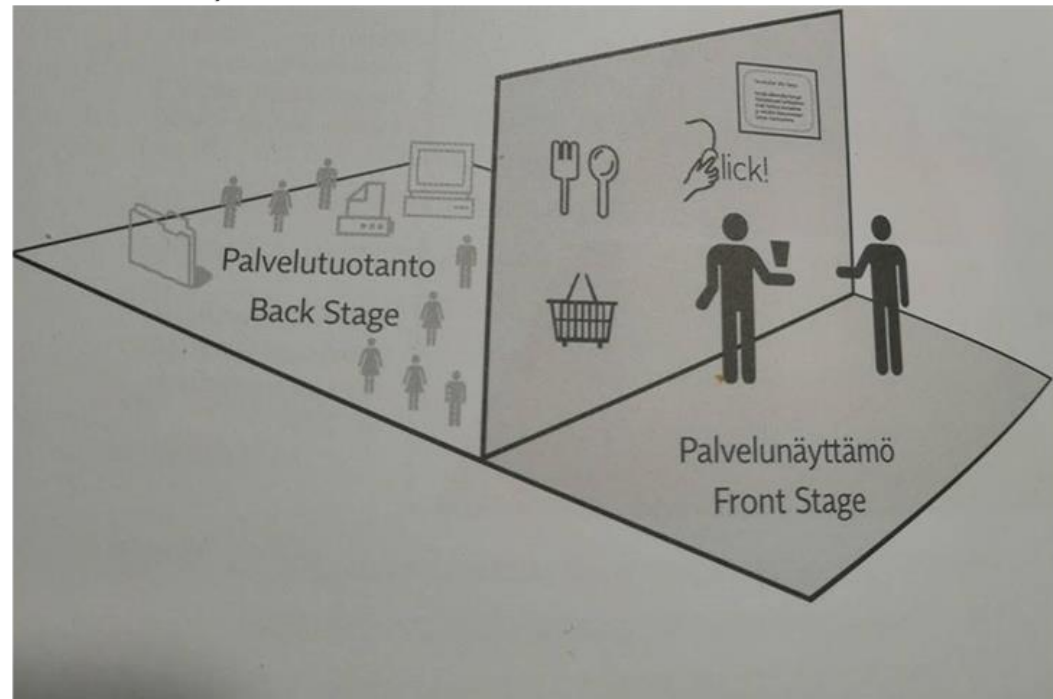 Palvelutuotanto
Back Stage
lick!
Palvelunäyttämö
Front Stage